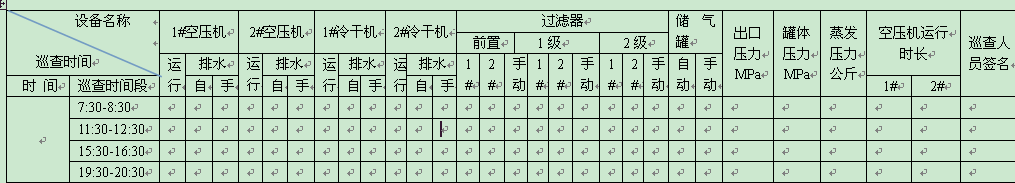 设备名称
巡查时间
时 间
巡查时间段
1#空压机
2#空压机
1#冷干机
2#冷干机
过滤器
储 气罐
出口压力MPa
罐体压力MPa
蒸发压力公斤
空压机运行时长
巡查人员签名
前置
1 级
2 级
运行
排水
运行
排水
运行
排水
运行
排水
1#
2#
手动
1#
2#
手动
1#
2#
手动
自动
手动
自
手
自
手
自
手
自
手
1#
2#
7:30-8:30
11:30-12:30
15:30-16:30
19:30-20:30